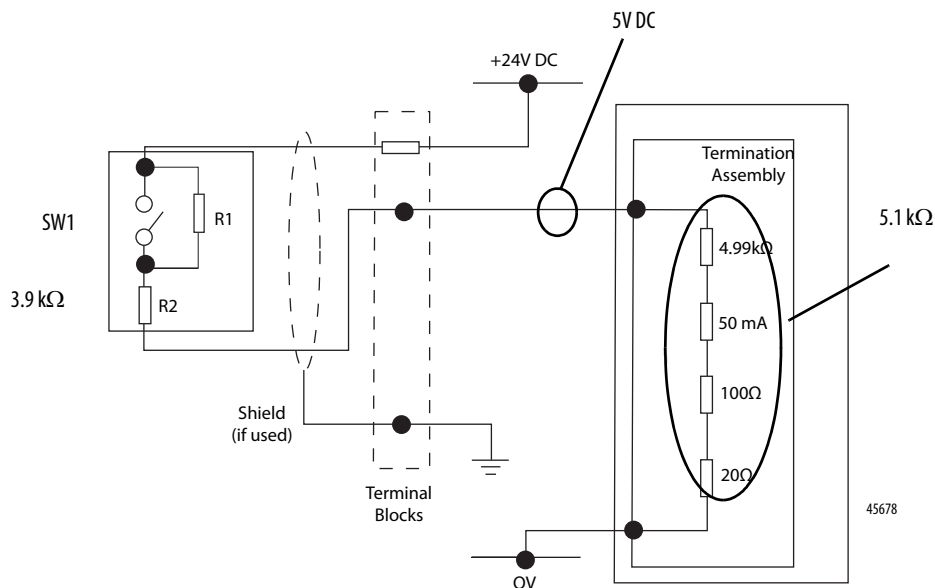 5V DC
+24V DC
Termination
Assembly
SW1
R1
5.1 kΩ
4.99kΩ
3.9 kΩ
R2
50 mA
100Ω
Shield
(if used)
20Ω
Terminal
Blocks
45678
OV